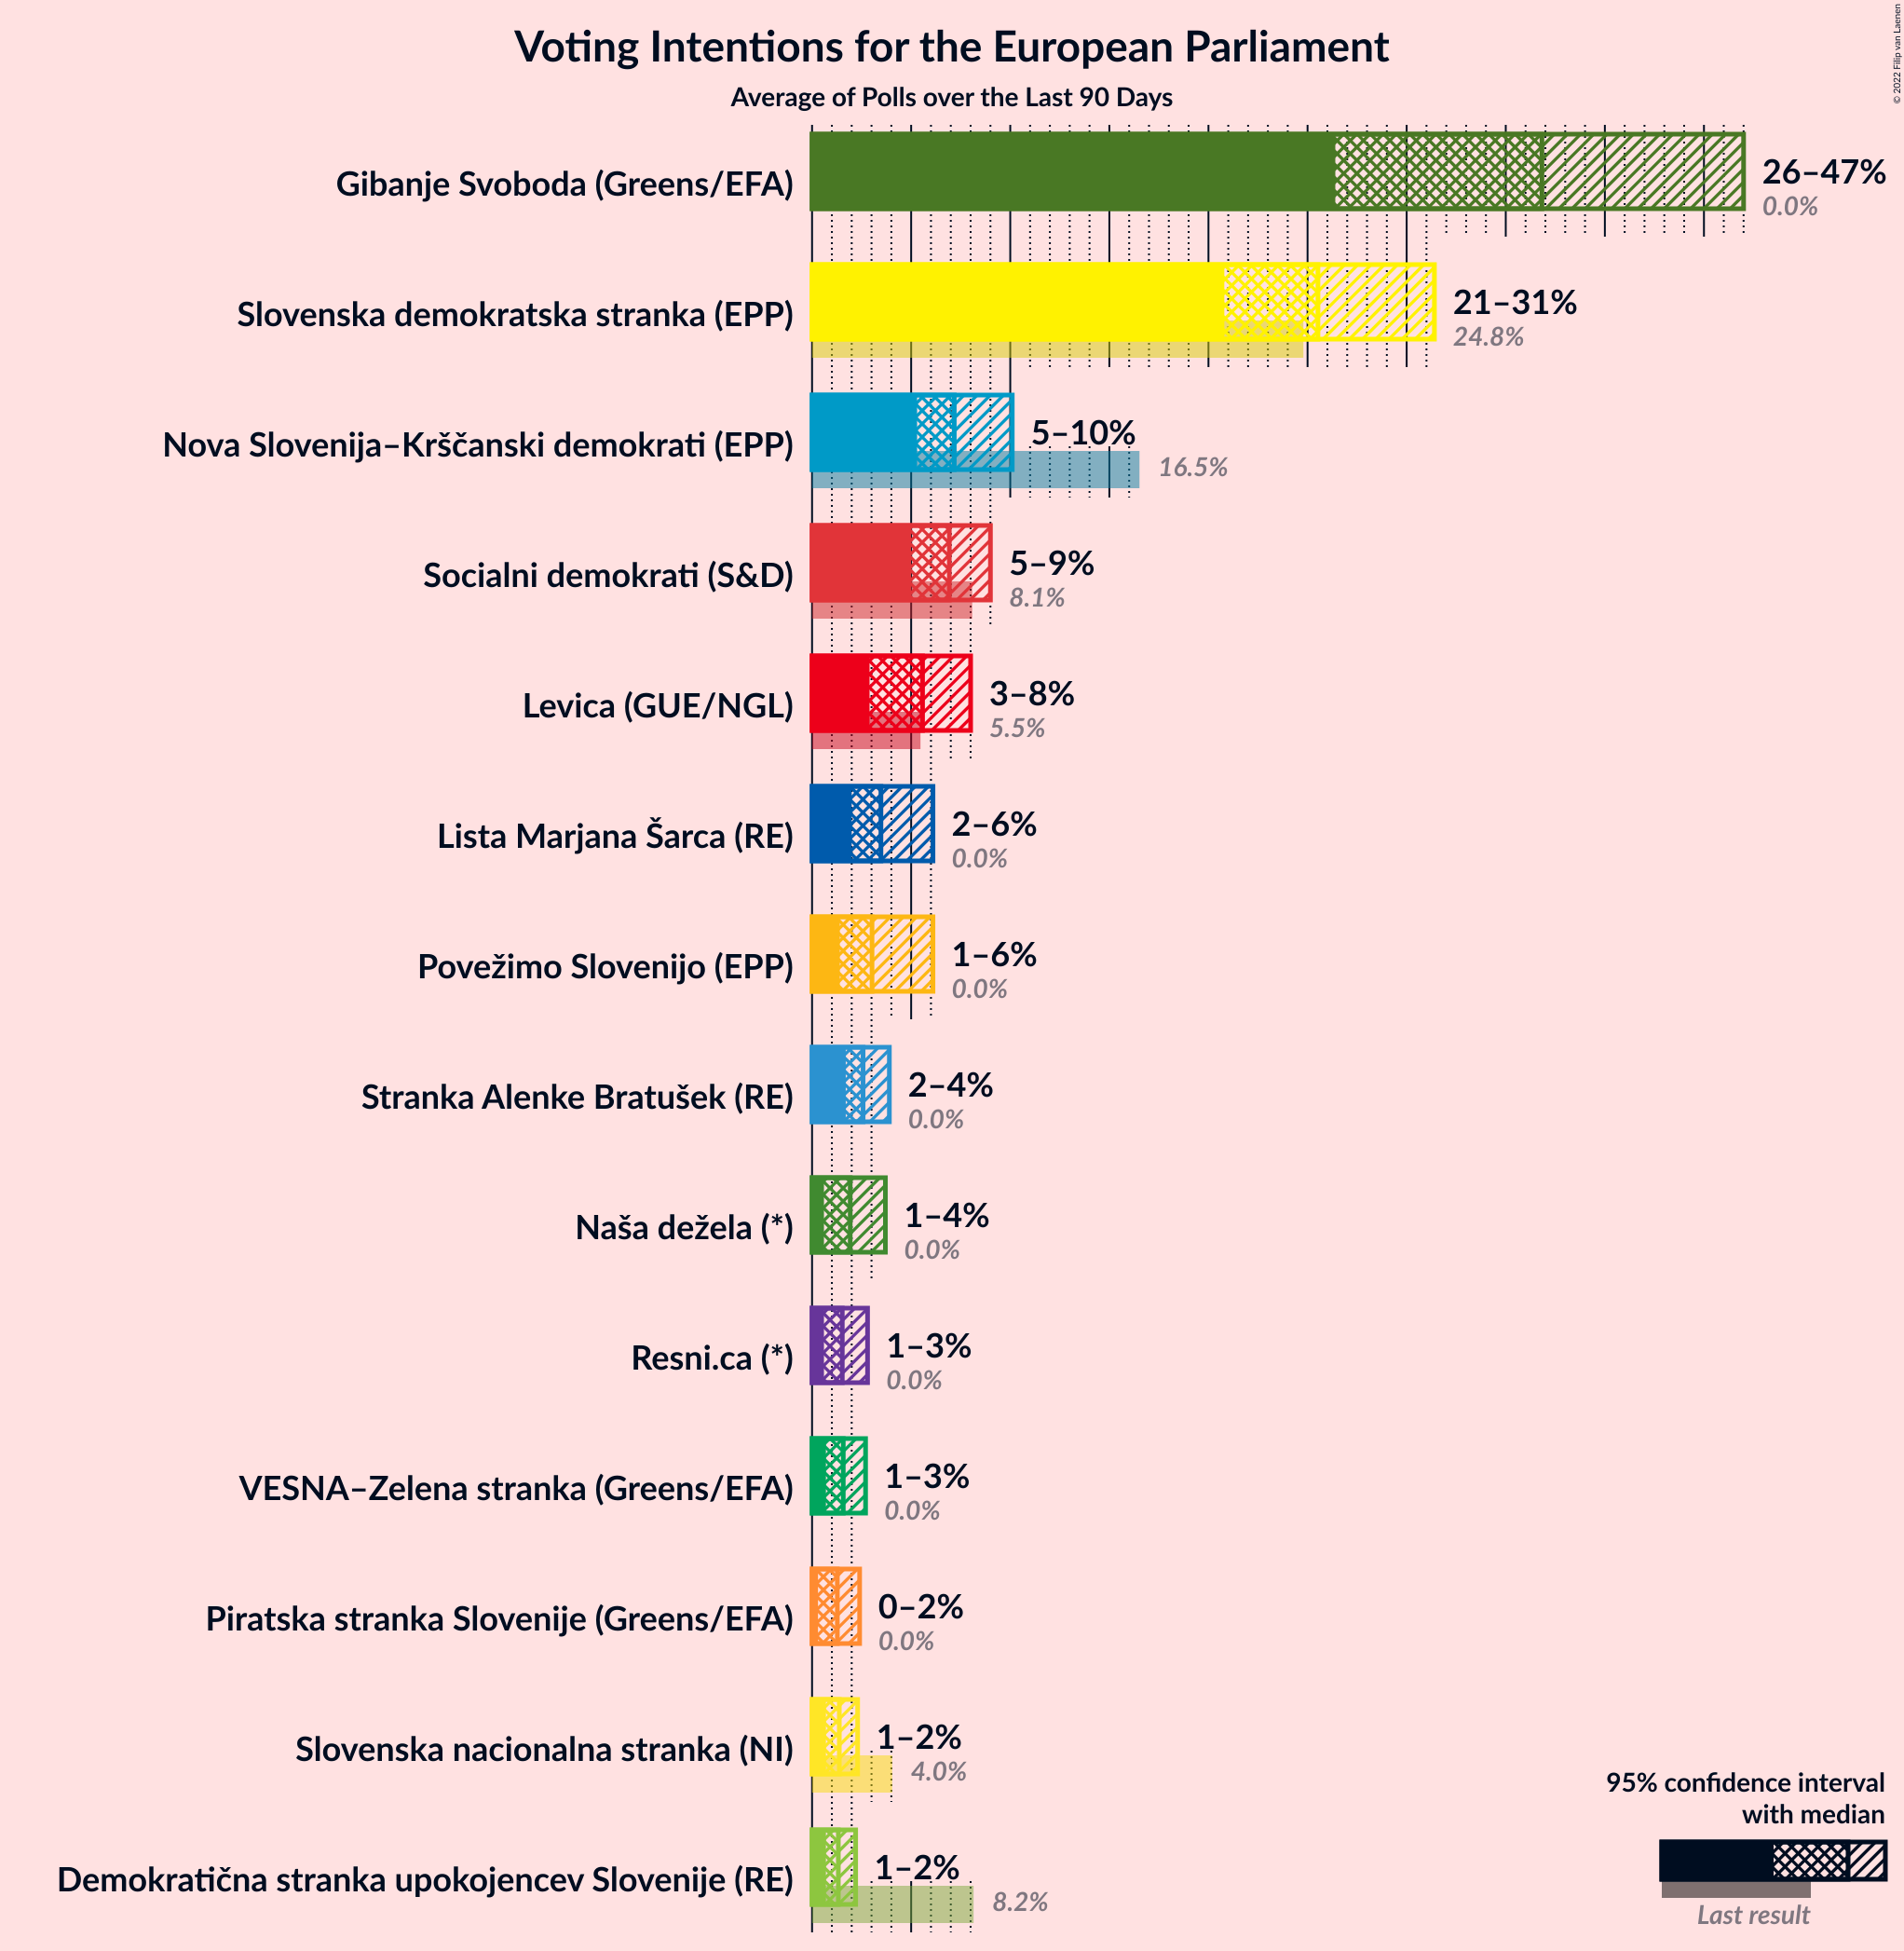 © 2022 Filip van Laenen
Voting Intentions for the European Parliament
Average of Polls over the Last 90 Days
Gibanje Svoboda (Greens/EFA)
26–47%
0.0%
Slovenska demokratska stranka (EPP)
21–31%
24.8%
Nova Slovenija–Krščanski demokrati (EPP)
5–10%
16.5%
Socialni demokrati (S&D)
5–9%
8.1%
Levica (GUE/NGL)
3–8%
5.5%
Lista Marjana Šarca (RE)
2–6%
0.0%
Povežimo Slovenijo (EPP)
1–6%
0.0%
Stranka Alenke Bratušek (RE)
2–4%
0.0%
Naša dežela (*)
1–4%
0.0%
Resni.ca (*)
1–3%
0.0%
VESNA–Zelena stranka (Greens/EFA)
1–3%
0.0%
Piratska stranka Slovenije (Greens/EFA)
0–2%
0.0%
Slovenska nacionalna stranka (NI)
1–2%
4.0%
Demokratična stranka upokojencev Slovenije (RE)
1–2%
8.2%
95% confidence interval
with median
Last result